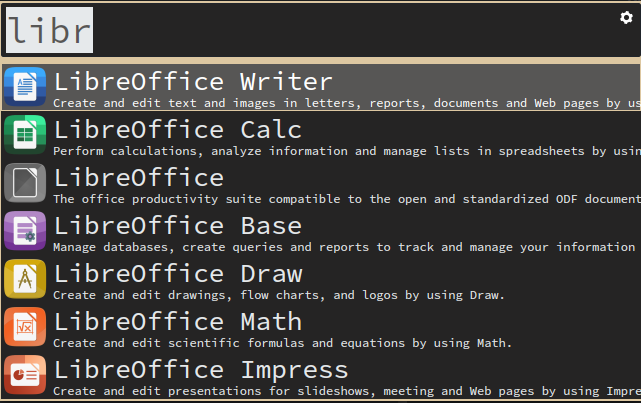 libr
LibreOffice Writer
Create and edit text and images in letters, reports, documents and Web pages by us
LibreOffice Calc
Perform calculations, analyze information and manage lists in spreadsheets by usin
LibreOffice
The office productivity suite compatible to the open and standardized ODF document
LibreOffice Base
Manage databases, create queries and reports to track and manage your information
LibreOffice Draw
Create and edit drawings, flow charts, and logos by using Draw.
LibreOffice Math
Create and edit scientific formulas and equations by using Math.
LibreOffice Impress
Create and edit presentations for slideshows, meeting and Web pages by using Impre